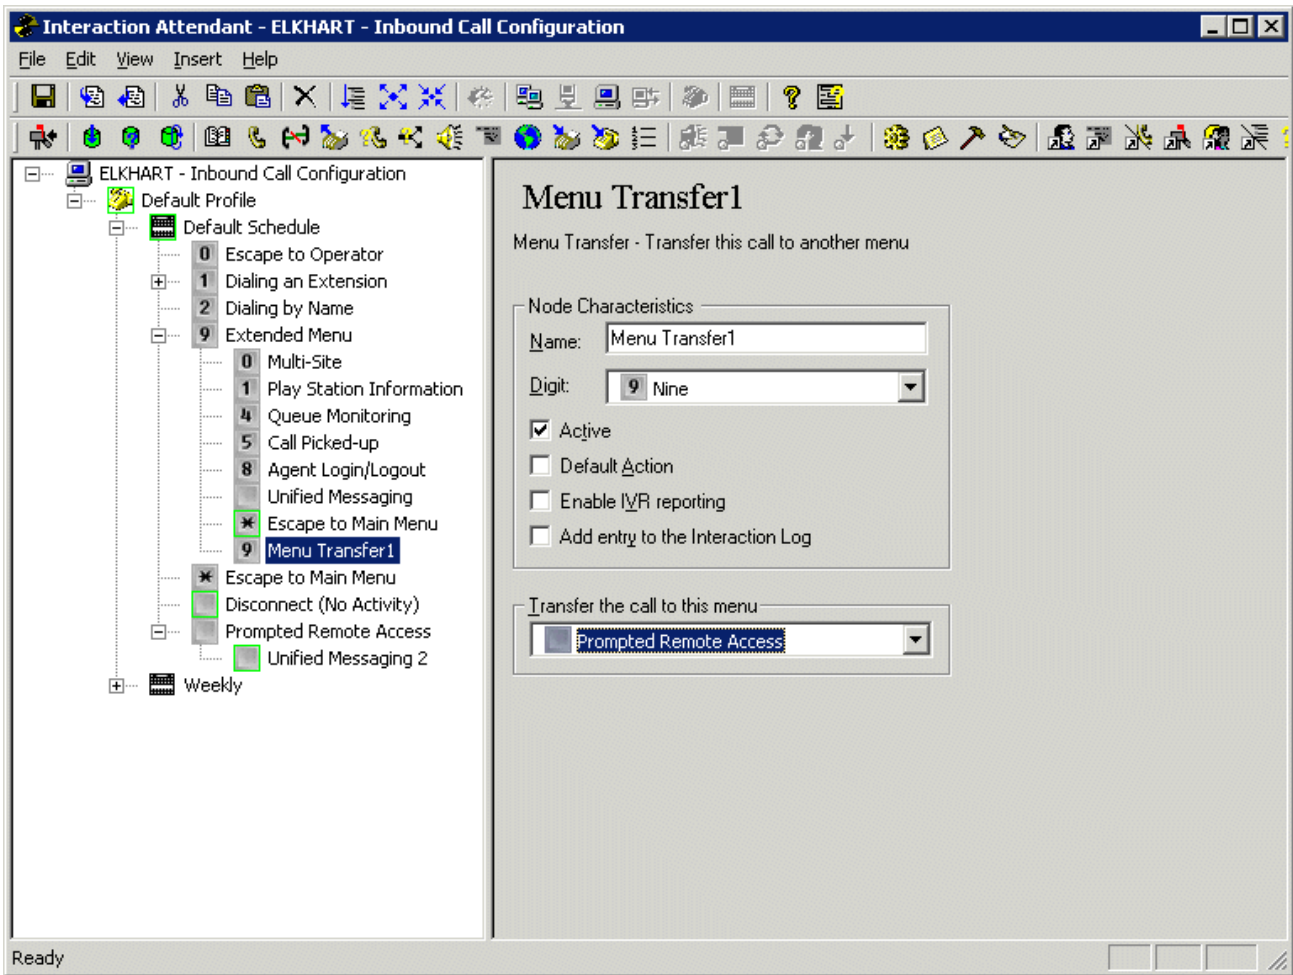 Interaction Attendant - ELKHART - Inbound Call Configuration
File Edit View Insert Help
ELKHART - Inbound Call Configuration
Default Profile
Default Schedule
0 Escape to Operator
1 Dialing an Extension
2 Dialing by Name
9 Extended Menu
0 Multi-Site
1 Play Station Information
4 Queue Monitoring
5 Call Picked-up
8 Agent Login/Logout
Unified Messaging
* Escape to Main Menu
9 Menu Transfer1
* Escape to Main Menu
Disconnect (No Activity)
Prompted Remote Access
Unified Messaging 2
Weekly
Menu Transfer1
Menu Transfer - Transfer this call to another menu
Node Characteristics
Name: Menu Transfer1
Digit: 9 Nine
Active
Default Action
Enable IVR reporting
Add entry to the Interaction Log
Transfer the call to this menu
Prompted Remote Access
Ready